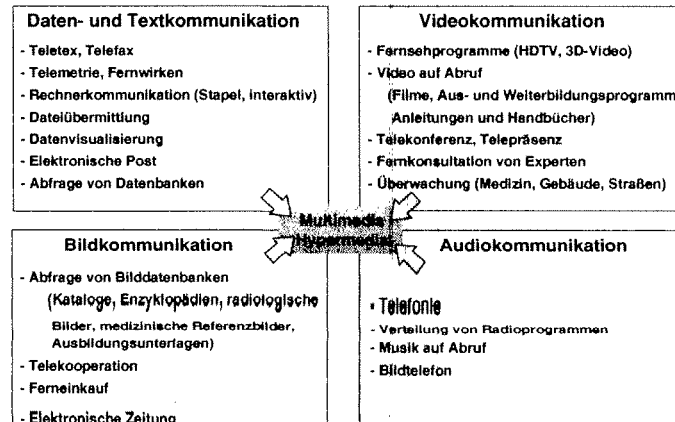 Daten- und Textkommunikation
- Teletex, Telefax
- Telemetrie, Fernwirken
- Rechnerkommunikation (Stapel, interaktiv)
- Dateiübermittlung
- Datenvisualisierung
- Elektronische Post
- Abfrage von Datenbanken
Videokommunikation
- Fernsehprogramme (HDTV, 3D-Video)
- Video auf Abruf
(Filme, Aus- und Weiterbildungsprogramm
Anleitungen und Handbücher)
- Telekonferenz, Telepräsenz
- Fernkonsultation von Experten
- Überwachung (Medizin, Gebäude, Straßen)
Multimedia
Hypermedia
Bildkommunikation
- Abfrage von Bilddatenbanken
(Kataloge, Enzyklopädien, radiologische
Bilder, medizinische Referenzbilder,
Ausbildungsunterlagen)
- Telekooperation
- Ferneinkauf
- Elektronische Zeitung
Audiokommunikation
- Telefonie
- Verteilung von Radioprogrammen
- Musik auf Abruf
- Bildtelefon